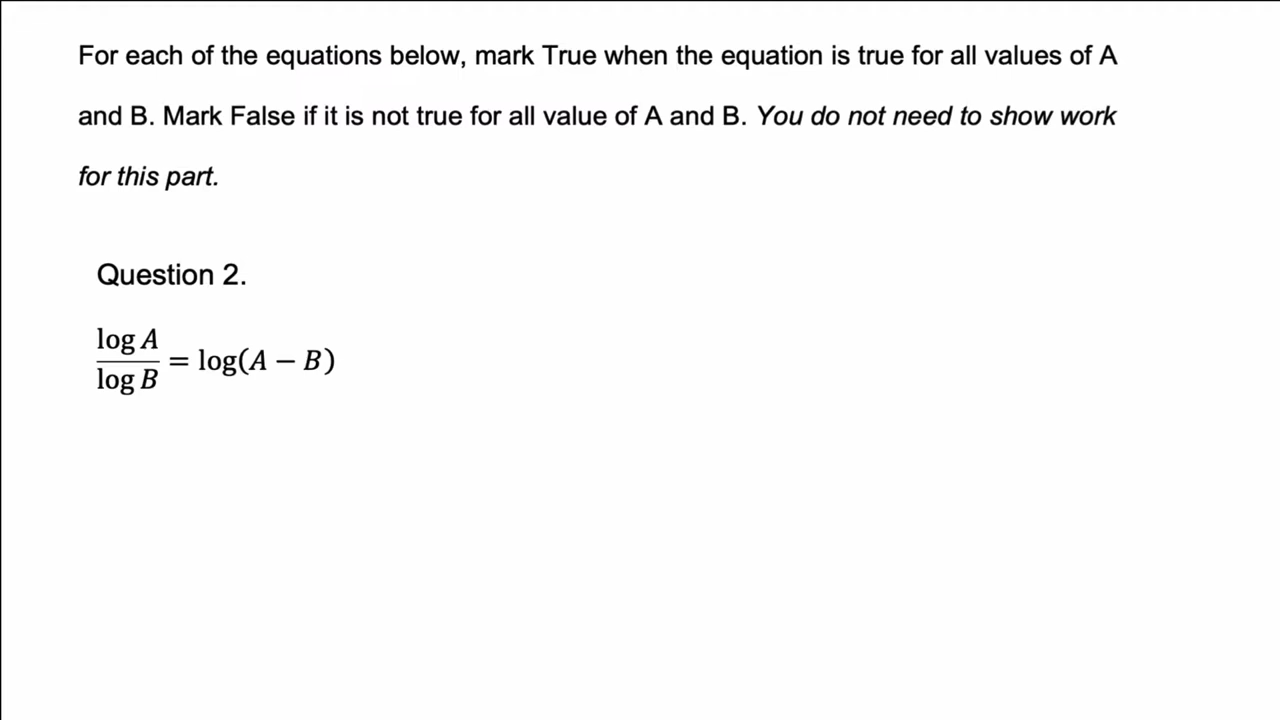 For each of the equations below, mark True when the equation is true for all values of A
and B. Mark False if it is not true for all value of A and B. You do not need to show work
for this part.
Question 2.
log A / log B = log(A − B)